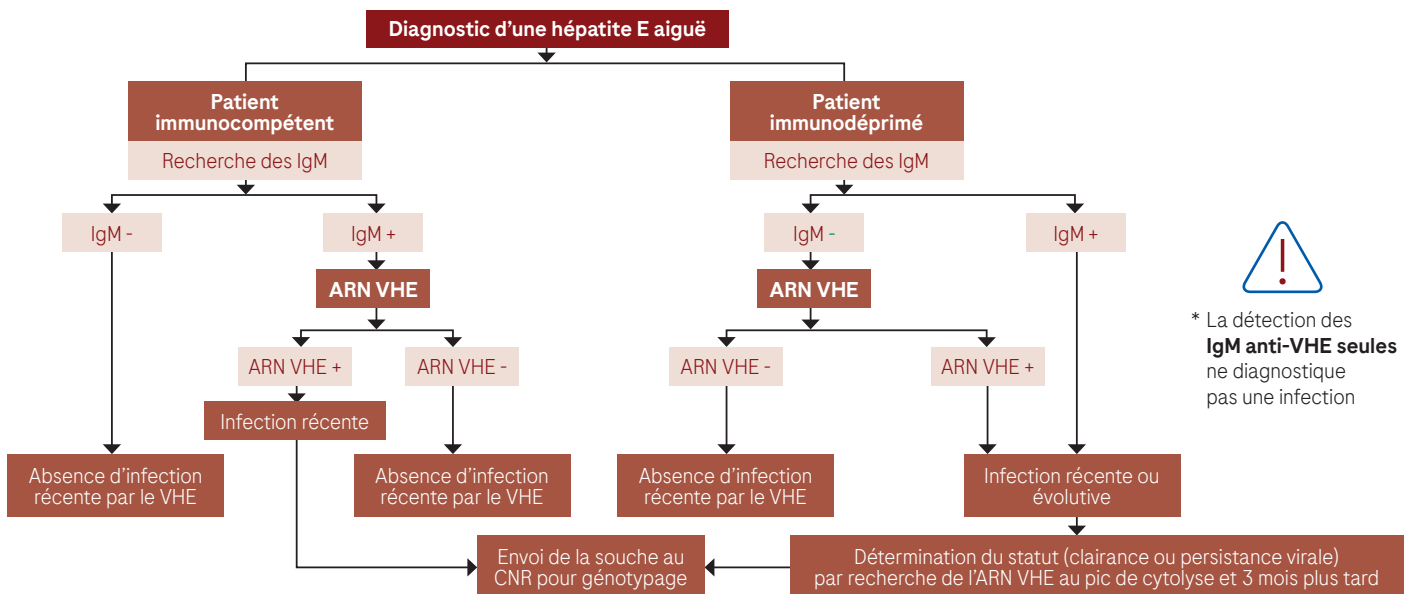 Diagnostic d’une hépatite E aiguë
Patient
immunocompétent
Recherche des IgM
Patient
immunodéprimé
Recherche des IgM
IgM -
IgM +
IgM -
IgM +
ARN VHE
ARN VHE
ARN VHE +
ARN VHE -
ARN VHE -
ARN VHE +
* La détection des
IgM anti-VHE seules
ne diagnostique
pas une infection
Infection récente
Absence d’infection
récente par le VHE
Absence d’infection
récente par le VHE
Absence d’infection
récente par le VHE
Infection récente ou
évolutive
Envoi de la souche au
CNR pour génotypage
Détermination du statut (clairance ou persistance virale)
par recherche de l’ARN VHE au pic de cytolyse et 3 mois plus tard